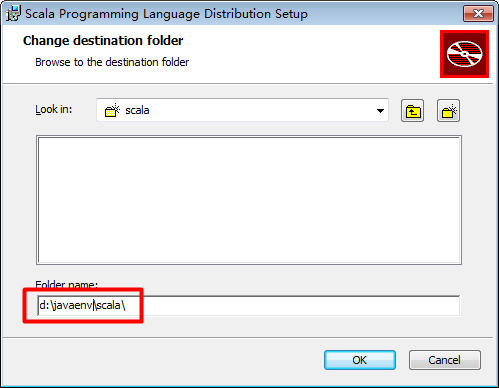 Scala Programming Language Distribution Setup
Change destination folder
Browse to the destination folder
Look in:
scala
Folder name:
d:\javaenv\scala\
OK
Cancel